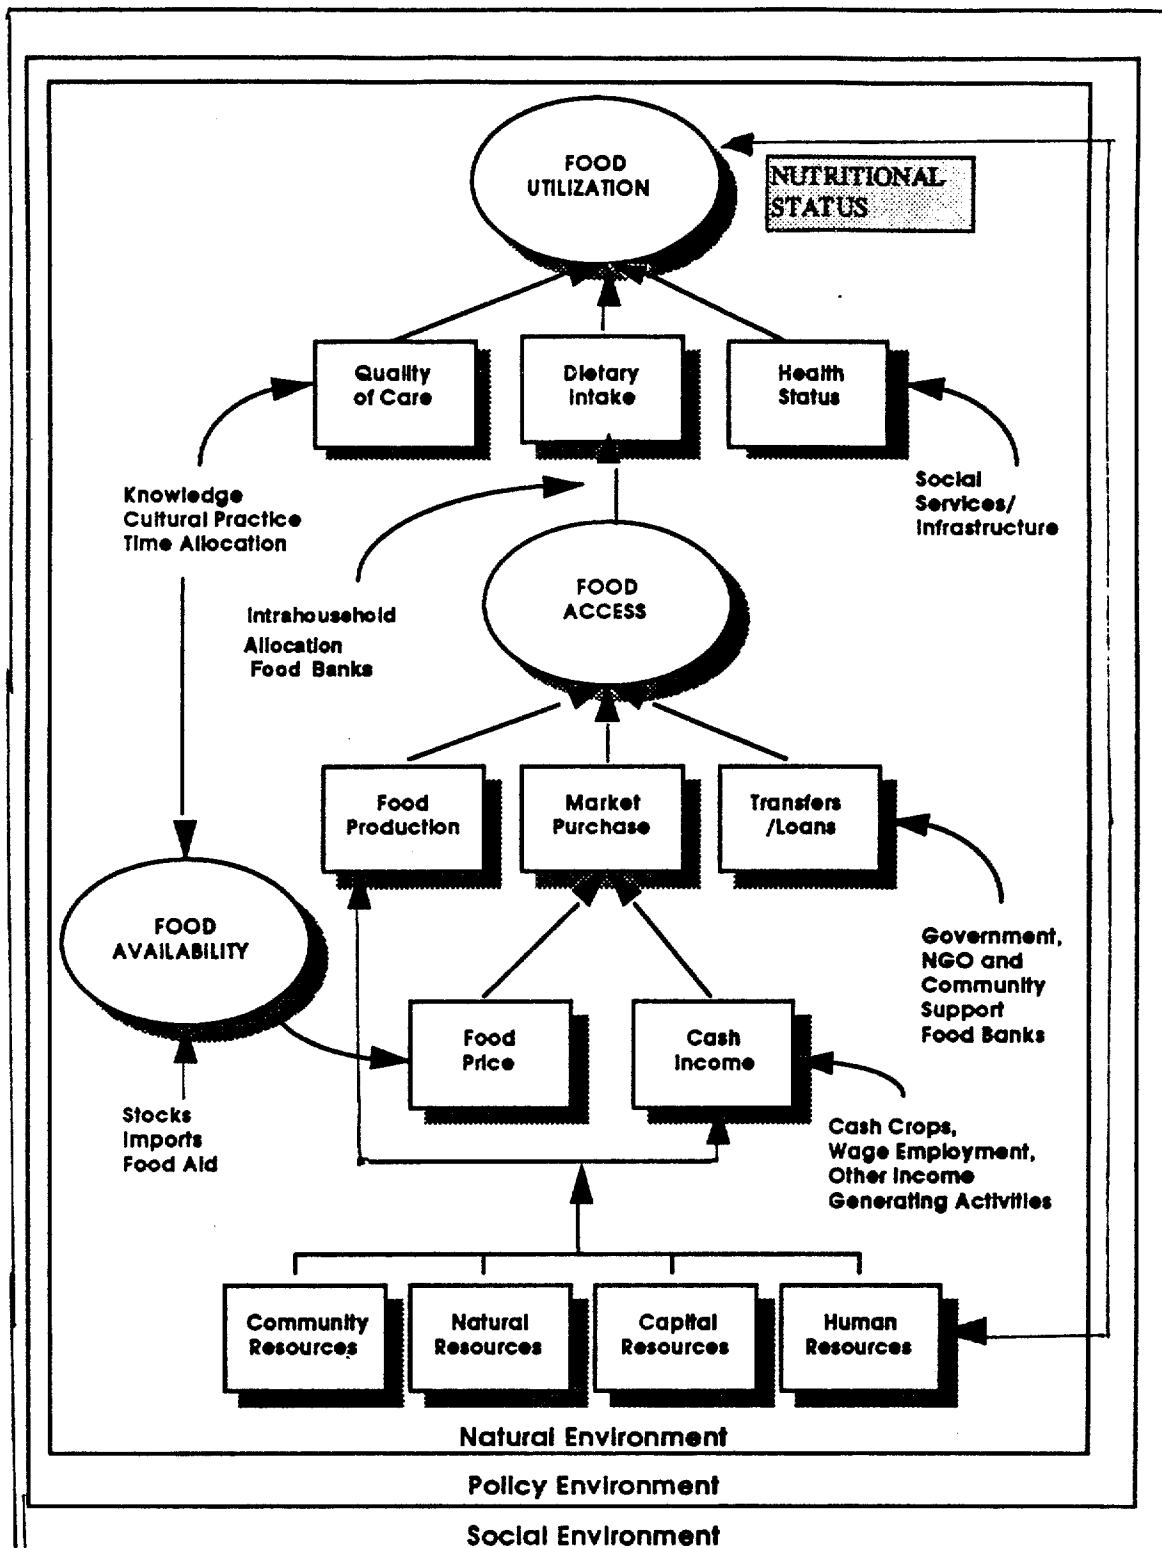 FOOD
UTILIZATION
NUTRITIONAL
STATUS
Quality
of Care
Dietary
Intake
Health
Status
Knowledge
Cultural Practice
Time Allocation
Social
Services/
Infrastructure
Intrahousehold
Allocation
Food Banks
FOOD
ACCESS
Food
Production
Market
Purchase
Transfers
/Loans
FOOD
AVAILABILITY
Government,
NGO and
Community
Support
Food Banks
Food
Price
Cash
Income
Stocks
Imports
Food Aid
Cash Crops,
Wage Employment,
Other Income
Generating Activities
Community
Resources
Natural
Resources
Capital
Resources
Human
Resources
Natural Environment
Policy Environment
Social Environment